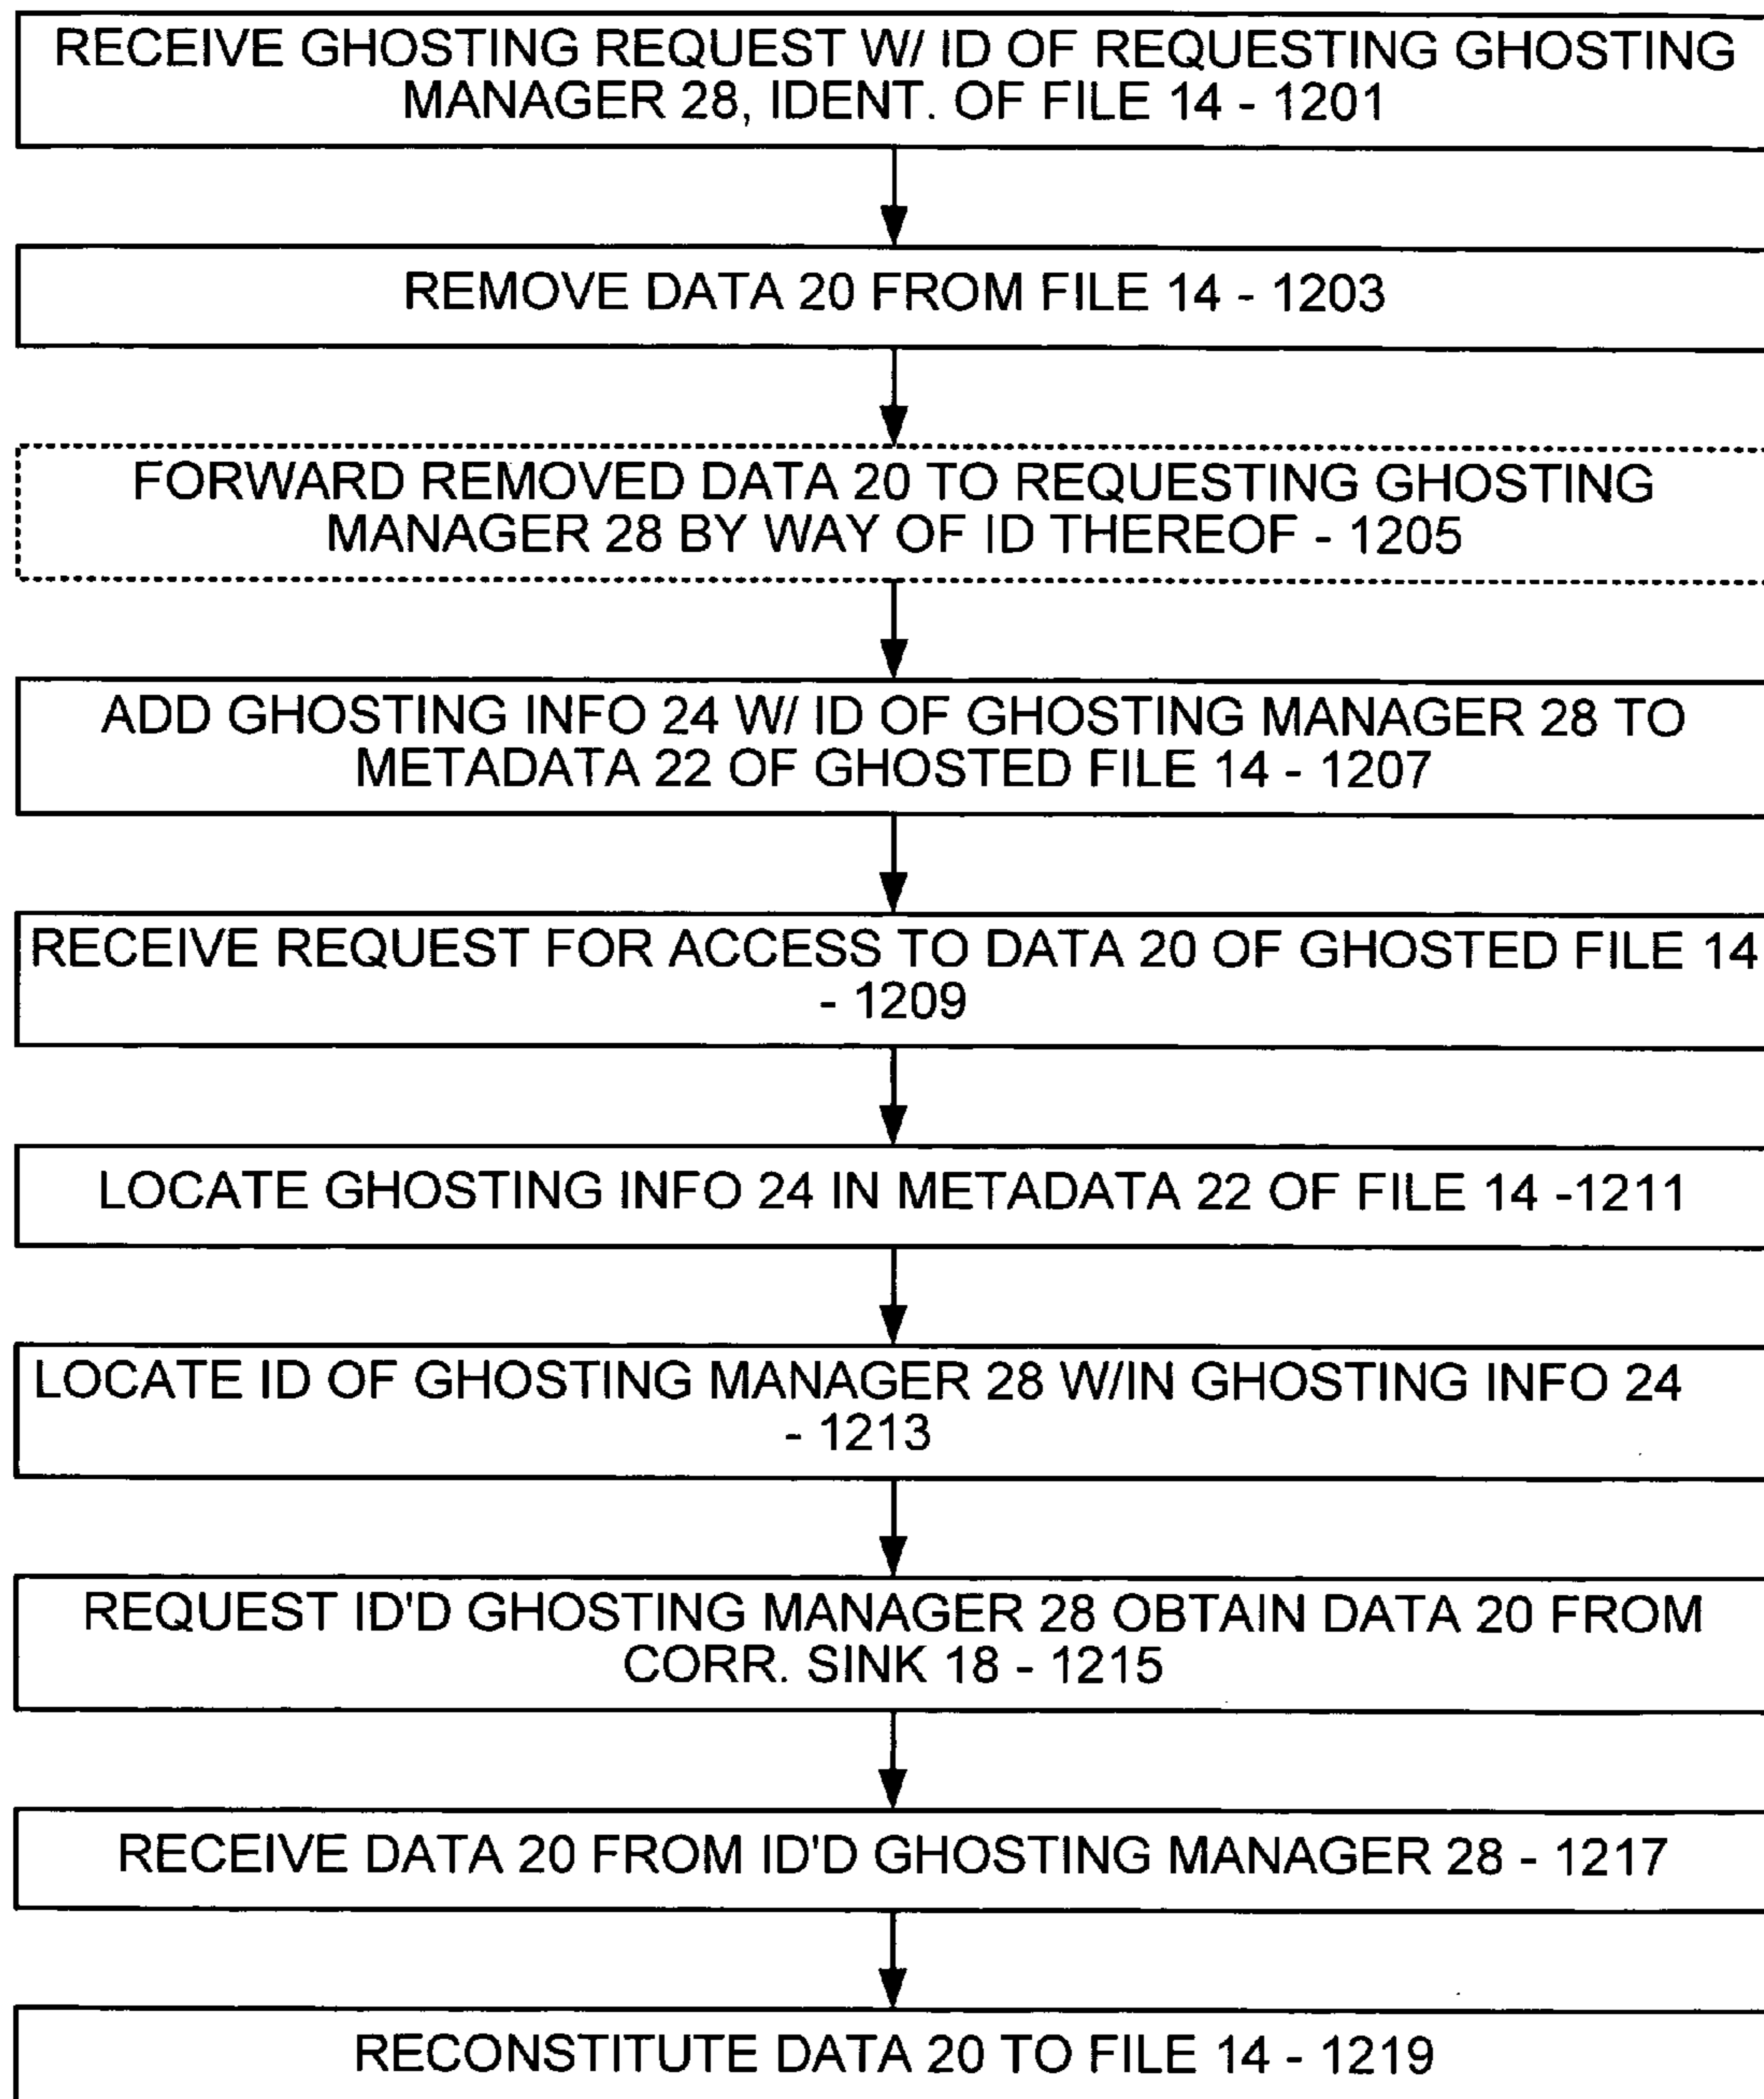 RECEIVE GHOSTING REQUEST W/ ID OF REQUESTING GHOSTING
MANAGER 28, IDENT. OF FILE 14 - 1201
REMOVE DATA 20 FROM FILE 14 - 1203
FORWARD REMOVED DATA 20 TO REQUESTING GHOSTING
MANAGER 28 BY WAY OF ID THEREOF - 1205
ADD GHOSTING INFO 24 W/ ID OF GHOSTING MANAGER 28 TO
METADATA 22 OF GHOSTED FILE 14 - 1207
RECEIVE REQUEST FOR ACCESS TO DATA 20 OF GHOSTED FILE 14
- 1209
LOCATE GHOSTING INFO 24 IN METADATA 22 OF FILE 14 -1211
LOCATE ID OF GHOSTING MANAGER 28 W/IN GHOSTING INFO 24
- 1213
REQUEST ID'D GHOSTING MANAGER 28 OBTAIN DATA 20 FROM
CORR. SINK 18 - 1215
RECEIVE DATA 20 FROM ID'D GHOSTING MANAGER 28 - 1217
RECONSTITUTE DATA 20 TO FILE 14 - 1219